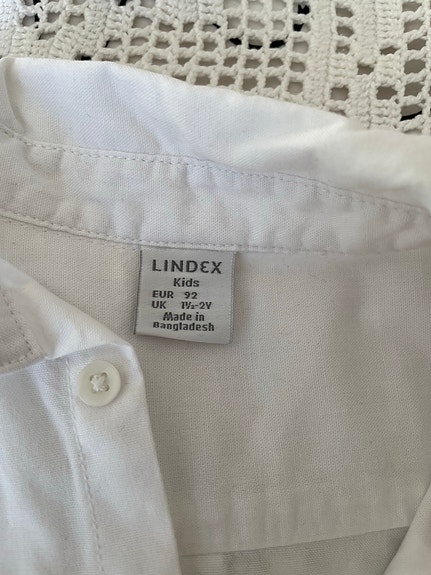 LINDEX
Kids
EUR 92
UK 1½-2Y
Made in
Bangladesh